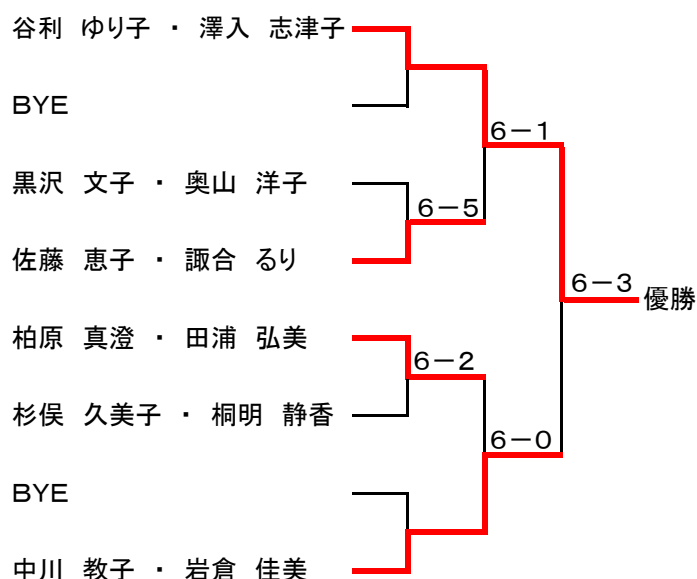 谷利 ゆり子 ・ 澤入 志津子
BYE
6－1
黒沢 文子 ・ 奥山 洋子
6－5
佐藤 恵子 ・ 諏合 るり
6－3
優勝
柏原 真澄 ・ 田浦 弘美
6－2
杉俣 久美子 ・ 桐明 静香
6－0
BYE
中川 教子 ・ 岩倉 佳美